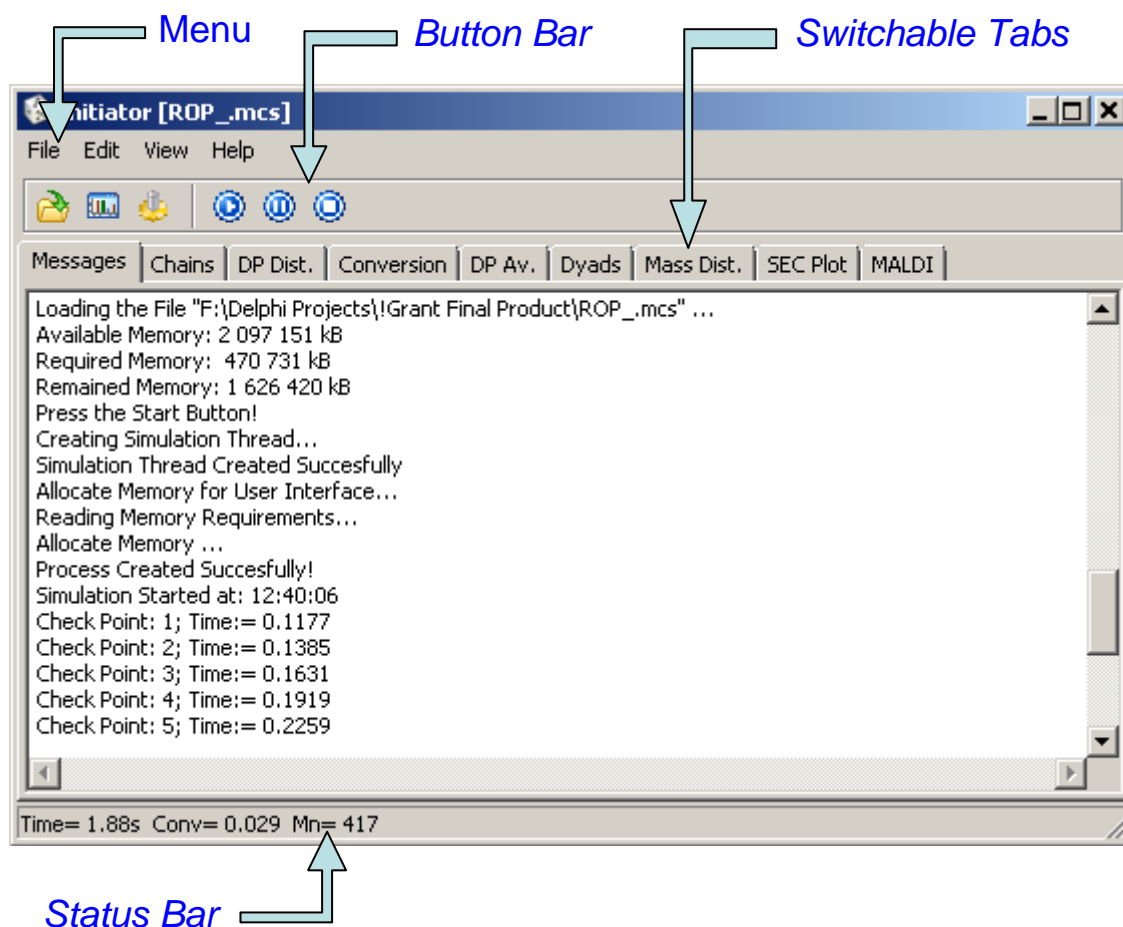 Menu
Button Bar
Switchable Tabs
nitiator [ROP_.mcs]
File Edit View Help
Messages Chains DP Dist. Conversion DP Av. Dyads Mass Dist. SEC Plot MALDI
Loading the File "F:\Delphi Projects\!Grant Final Product\ROP_.mcs" ...
Available Memory: 2 097 151 kB
Required Memory: 470 731 kB
Remained Memory: 1 626 420 kB
Press the Start Button!
Creating Simulation Thread...
Simulation Thread Created Succesfully
Allocate Memory for User Interface...
Reading Memory Requirements...
Allocate Memory ...
Process Created Succesfully!
Simulation Started at: 12:40:06
Check Point: 1; Time:= 0.1177
Check Point: 2; Time:= 0.1385
Check Point: 3; Time:= 0.1631
Check Point: 4; Time:= 0.1919
Check Point: 5; Time:= 0.2259
Time= 1.88s Conv= 0.029 Mn= 417
Status Bar